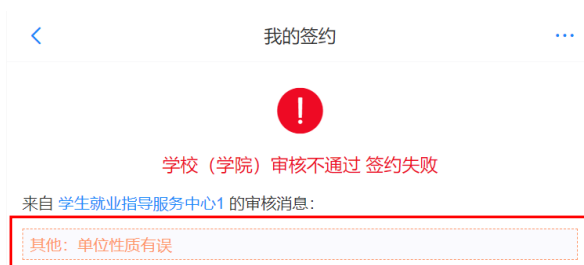 我的签约
学校（学院）审核不通过 签约失败
来自 学生就业指导服务中心1 的审核消息：
其他：单位性质有误